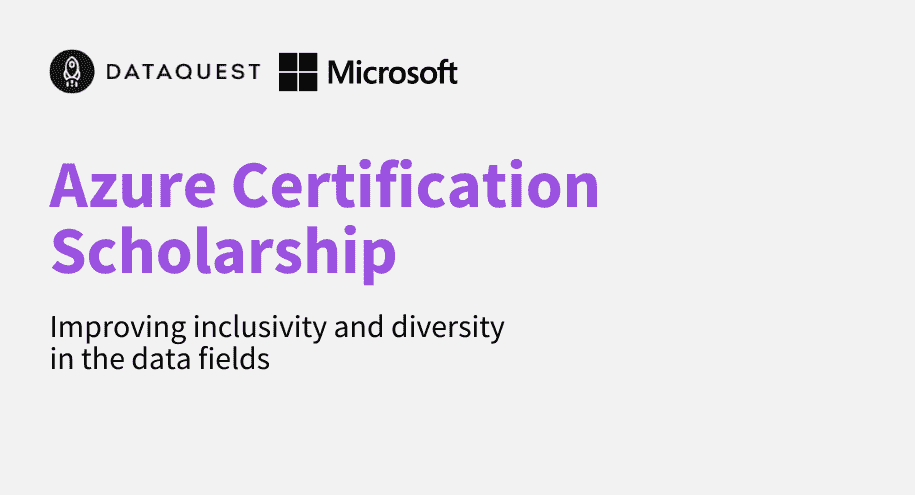 DATAQUEST Microsoft
Azure Certification
Scholarship
Improving inclusivity and diversity
in the data fields